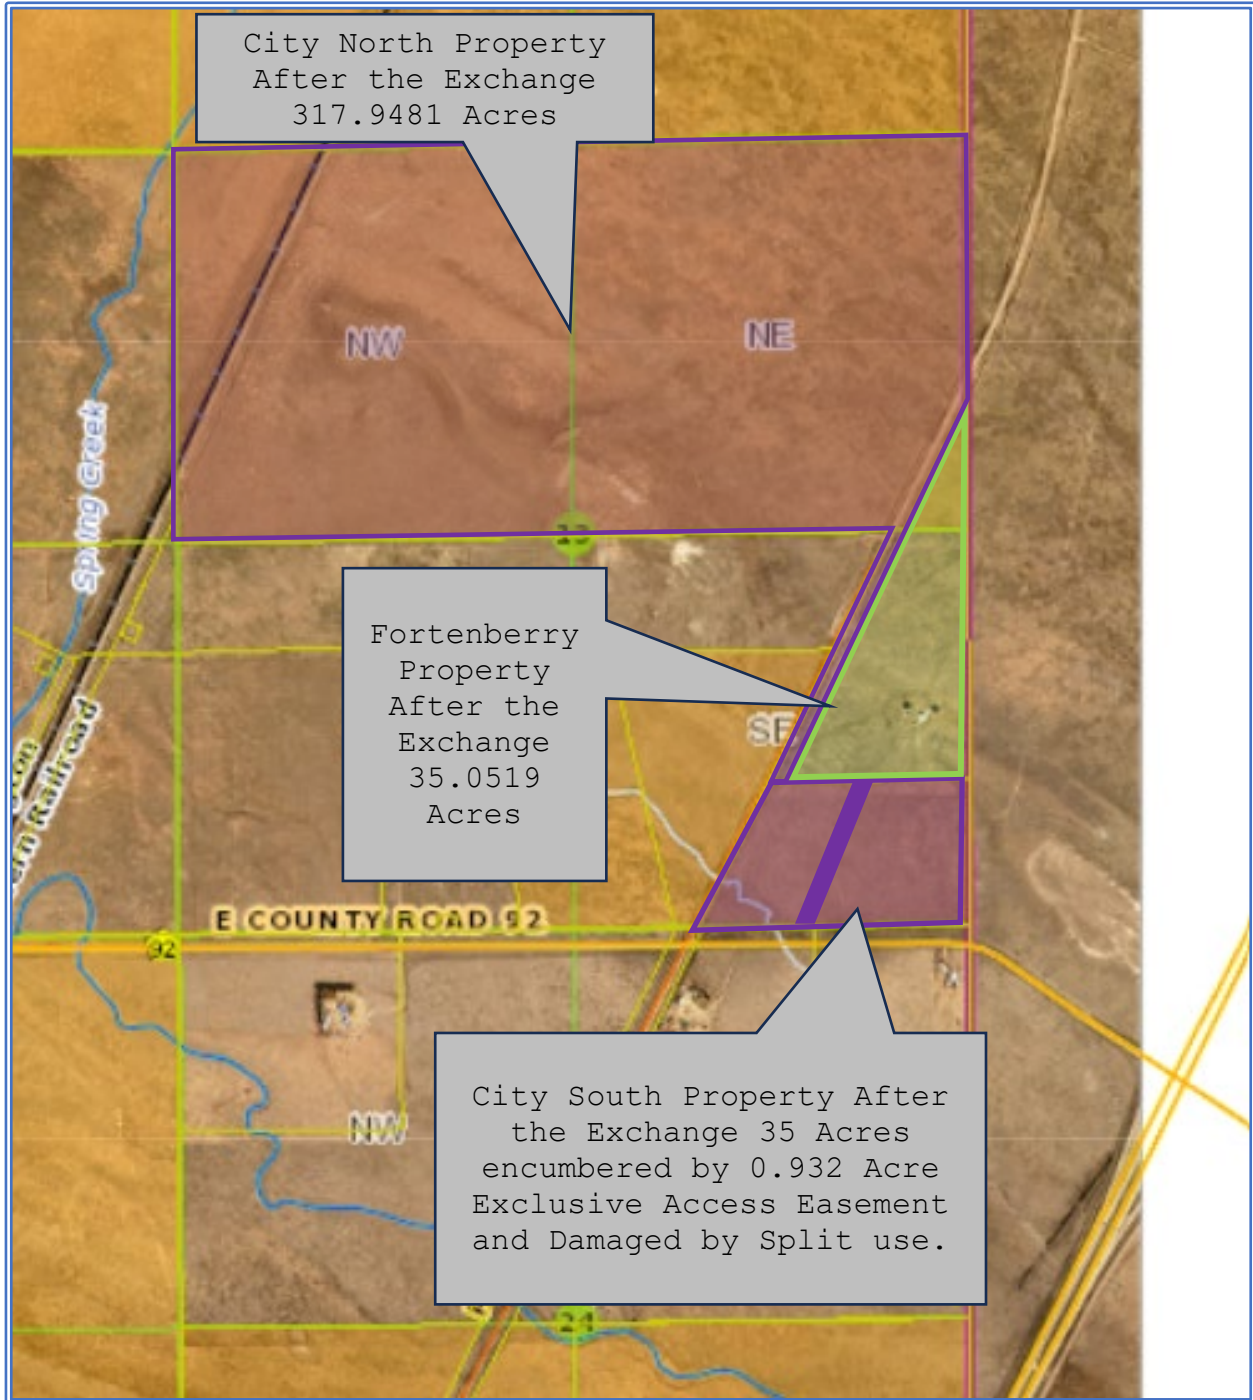 City North Property
After the Exchange
317.9481 Acres
NW
NE
Spring Creek
Fortenberry
Property
After the
Exchange
35.0519
Acres
SE
ern Railroad
E COUNTY ROAD 92
92
City South Property After
the Exchange 35 Acres
encumbered by 0.932 Acre
Exclusive Access Easement
and Damaged by Split use.
NW
24